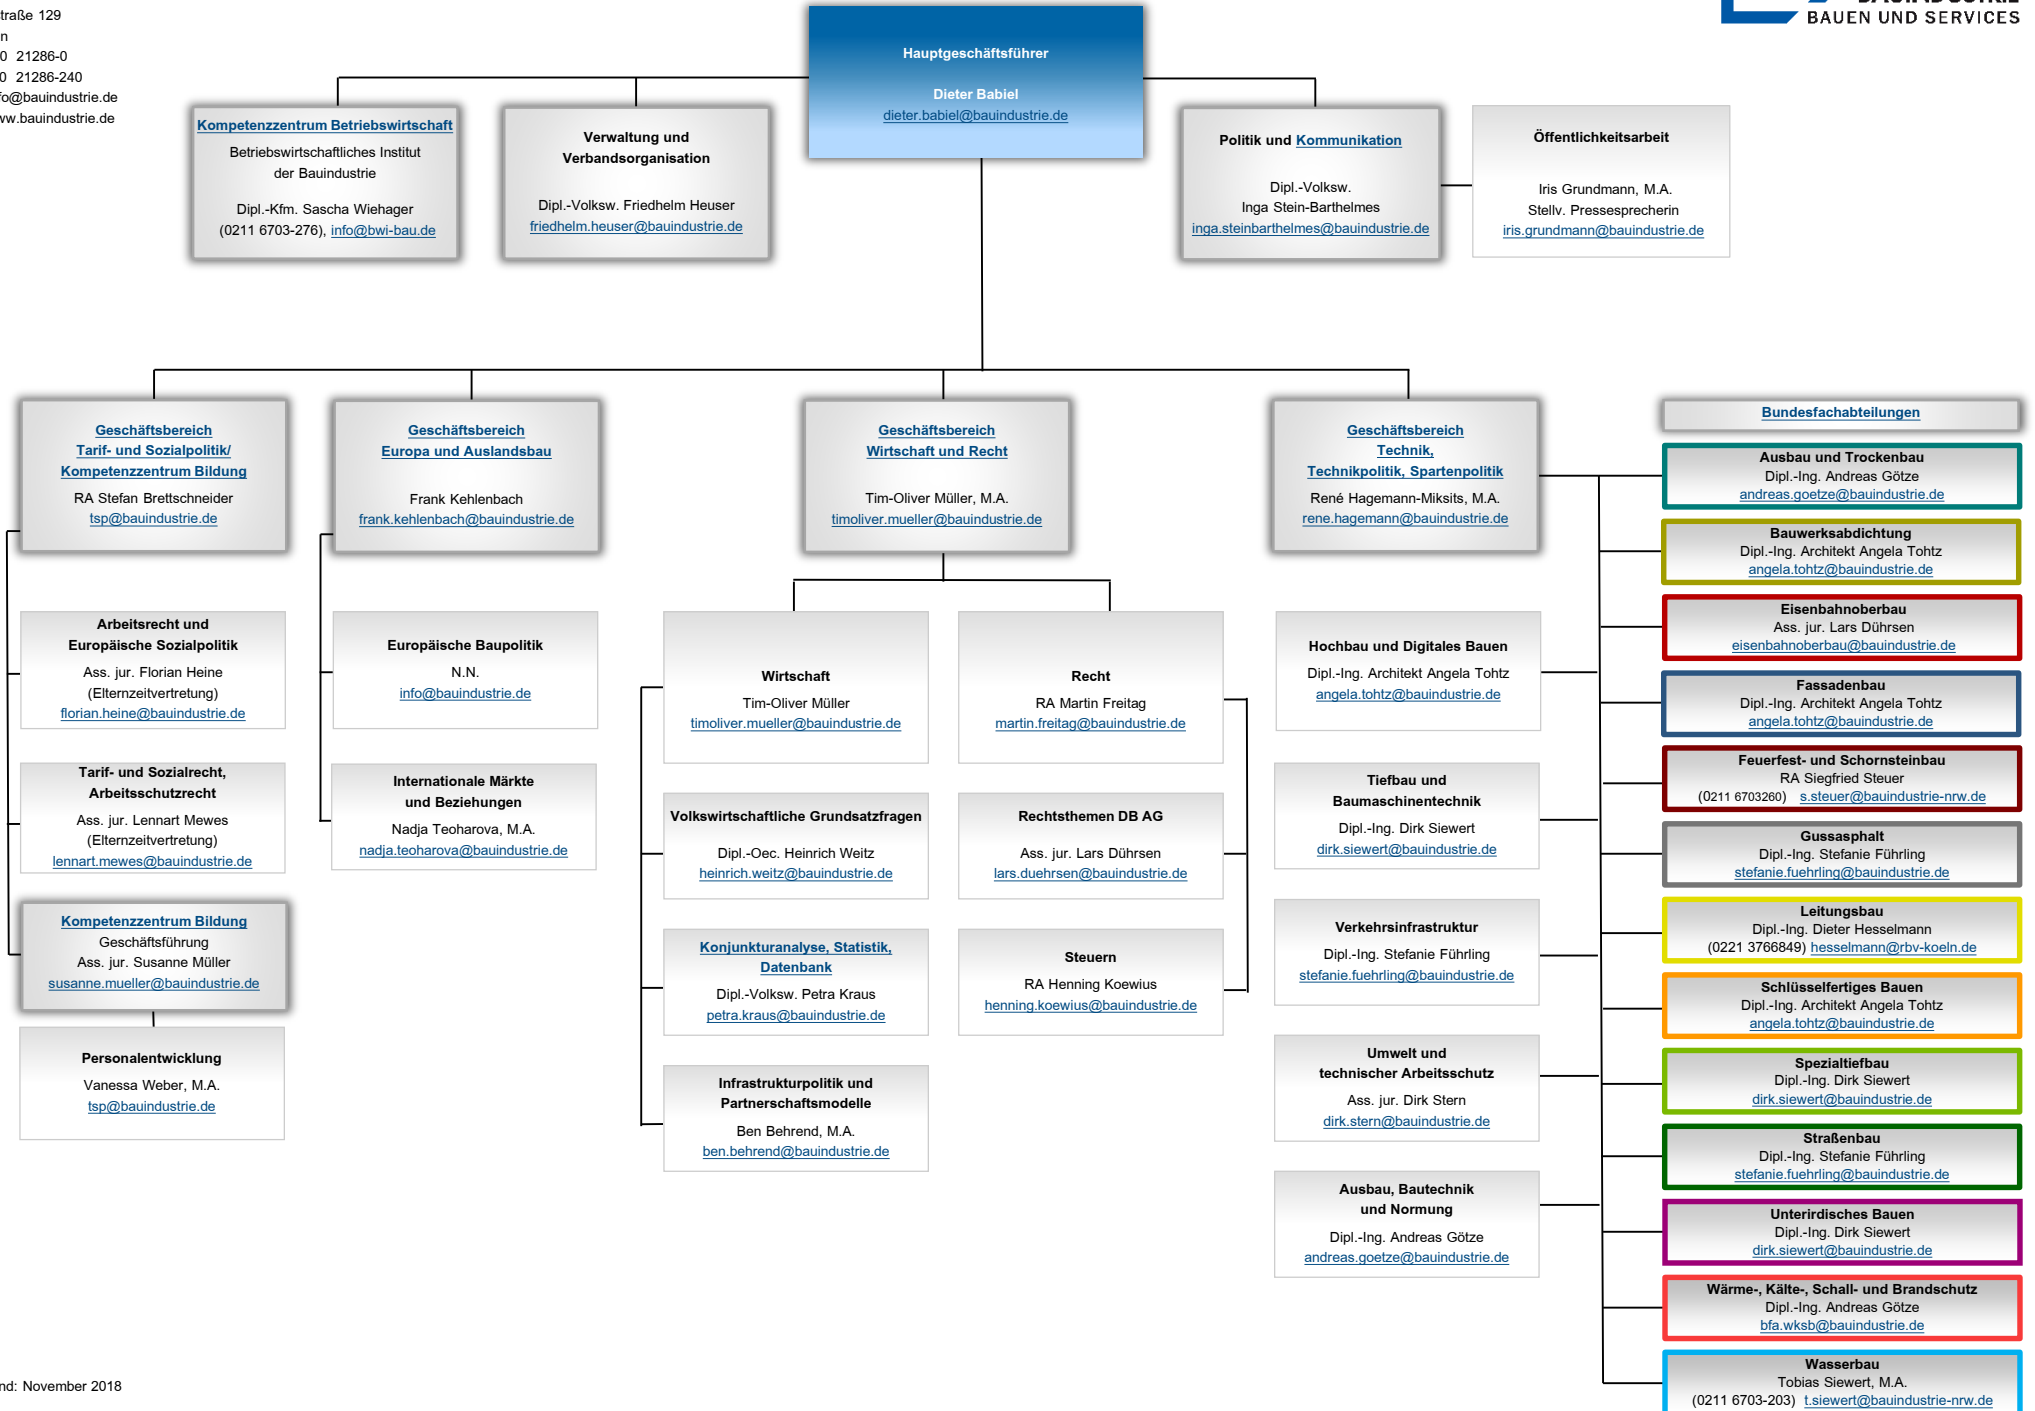 21286-0
21286-240
@bauindustrie.de
.bauindustrie.de
BAUEN UND SERVICES
Hauptgeschäftsführer
Dieter Babiel
dieter.babiel@bauindustrie.de
Kompetenzzentrum Betriebswirtschaft
Betriebswirtschaftliches Institut
der Bauindustrie
Dipl.-Kfm. Sascha Wiehager
(0211 6703-276), info@bwi-bau.de
Verwaltung und
Verbandsorganisation
Dipl.-Volksw. Friedhelm Heuser
friedhelm.heuser@bauindustrie.de
Politik und Kommunikation
Dipl.-Volksw.
Inga Stein-Barthelmes
inga.steinbarthelmes@bauindustrie.de
Öffentlichkeitsarbeit
Iris Grundmann, M.A.
Stellv. Pressesprecherin
iris.grundmann@bauindustrie.de
Geschäftsbereich
Tarif- und Sozialpolitik/
Kompetenzzentrum Bildung
RA Stefan Brettschneider
tsp@bauindustrie.de
Arbeitsrecht und
Europäische Sozialpolitik
Ass. jur. Florian Heine
(Elternzeitvertretung)
florian.heine@bauindustrie.de
Tarif- und Sozialrecht,
Arbeitsschutzrecht
Ass. jur. Lennart Mewes
(Elternzeitvertretung)
lennart.mewes@bauindustrie.de
Kompetenzzentrum Bildung
Geschäftsführung
Ass. jur. Susanne Müller
susanne.mueller@bauindustrie.de
Personalentwicklung
Vanessa Weber, M.A.
tsp@bauindustrie.de
Geschäftsbereich
Europa und Auslandsbau
Frank Kehlenbach
frank.kehlenbach@bauindustrie.de
Europäische Baupolitik
N.N.
info@bauindustrie.de
Internationale Märkte
und Beziehungen
Nadja Teoharova, M.A.
nadja.teoharova@bauindustrie.de
Geschäftsbereich
Wirtschaft und Recht
Tim-Oliver Müller, M.A.
timoliver.mueller@bauindustrie.de
Wirtschaft
Tim-Oliver Müller
timoliver.mueller@bauindustrie.de
Volkswirtschaftliche Grundsatzfragen
Dipl.-Oec. Heinrich Weitz
heinrich.weitz@bauindustrie.de
Konjunkturanalyse, Statistik,
Datenbank
Dipl.-Volksw. Petra Kraus
petra.kraus@bauindustrie.de
Infrastrukturpolitik und
Partnerschaftsmodelle
Ben Behrend, M.A.
ben.behrend@bauindustrie.de
Recht
RA Martin Freitag
martin.freitag@bauindustrie.de
Rechtsthemen DB AG
Ass. jur. Lars Dührsen
lars.duehrsen@bauindustrie.de
Steuern
RA Henning Koewius
henning.koewius@bauindustrie.de
Geschäftsbereich
Technik,
Technikpolitik, Spartenpolitik
René Hagemann-Miksits, M.A.
rene.hagemann@bauindustrie.de
Hochbau und Digitales Bauen
Dipl.-Ing. Architekt Angela Tohtz
angela.tohtz@bauindustrie.de
Tiefbau und
Baumaschinentechnik
Dipl.-Ing. Dirk Siewert
dirk.siewert@bauindustrie.de
Verkehrsinfrastruktur
Dipl.-Ing. Stefanie Führling
stefanie.fuehrling@bauindustrie.de
Umwelt und
technischer Arbeitsschutz
Ass. jur. Dirk Stern
dirk.stern@bauindustrie.de
Ausbau, Bautechnik
und Normung
Dipl.-Ing. Andreas Götze
andreas.goetze@bauindustrie.de
Bundesfachabteilungen
Ausbau und Trockenbau
Dipl.-Ing. Andreas Götze
andreas.goetze@bauindustrie.de
Bauwerksabdichtung
Dipl.-Ing. Architekt Angela Tohtz
angela.tohtz@bauindustrie.de
Eisenbahnoberbau
Ass. jur. Lars Dührsen
eisenbahnoberbau@bauindustrie.de
Fassadenbau
Dipl.-Ing. Architekt Angela Tohtz
angela.tohtz@bauindustrie.de
Feuerfest- und Schornsteinbau
RA Siegfried Steuer
(0211 6703260) s.steuer@bauindustrie-nrw.de
Gussasphalt
Dipl.-Ing. Stefanie Führling
stefanie.fuehrling@bauindustrie.de
Leitungsbau
Dipl.-Ing. Dieter Hesselmann
(0221 3766849) hesselmann@rbv-koeln.de
Schlüsselfertiges Bauen
Dipl.-Ing. Architekt Angela Tohtz
angela.tohtz@bauindustrie.de
Spezialtiefbau
Dipl.-Ing. Dirk Siewert
dirk.siewert@bauindustrie.de
Straßenbau
Dipl.-Ing. Stefanie Führling
stefanie.fuehrling@bauindustrie.de
Unterirdisches Bauen
Dipl.-Ing. Dirk Siewert
dirk.siewert@bauindustrie.de
Wärme-, Kälte-, Schall- und Brandschutz
Dipl.-Ing. Andreas Götze
bfa.wksb@bauindustrie.de
Wasserbau
Tobias Siewert, M.A.
(0211 6703-203) t.siewert@bauindustrie-nrw.de
November 2018